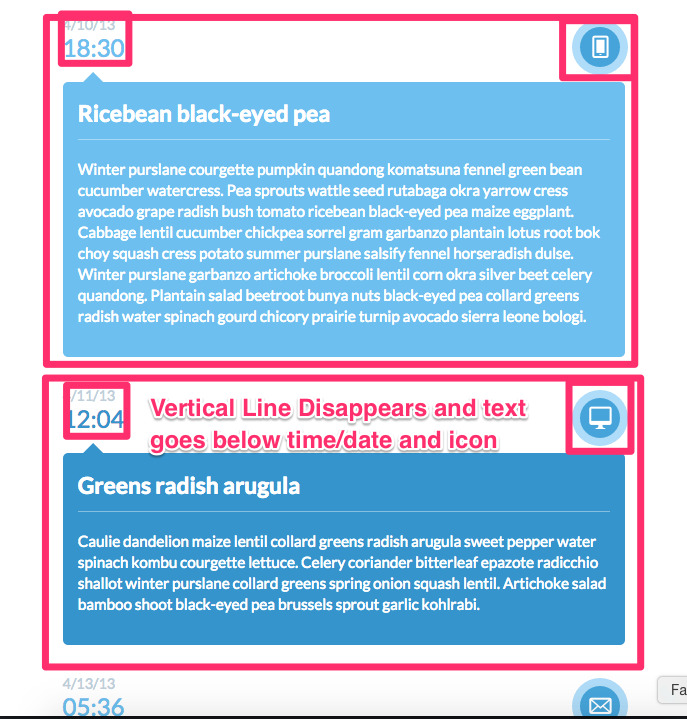 4/10/13
18:30
Ricebean black-eyed pea
Winter purslane courgette pumpkin quandong komatsuna fennel green bean
cucumber watercress. Pea sprouts wattle seed rutabaga okra yarrow cress
avocado grape radish bush tomato ricebean black-eyed pea maize eggplant.
Cabbage lentil cucumber chickpea sorrel gram garbanzo plantain lotus root bok
choy squash cress potato summer purslane salsify fennel horseradish dulse.
Winter purslane garbanzo artichoke broccoli lentil corn okra silver beet celery
quandong. Plantain salad beetroot bunya nuts black-eyed pea collard greens
radish water spinach gourd chicory prairie turnip avocado sierra leone bologi.
/11/13
12:04
Vertical Line Disappears and text
goes below time/date and icon
Greens radish arugula
Caulie dandelion maize lentil collard greens radish arugula sweet pepper water
spinach kombu courgette lettuce. Celery coriander bitterleaf epazote radicchio
shallot winter purslane collard greens spring onion squash lentil. Artichoke salad
bamboo shoot black-eyed pea brussels sprout garlic kohlrabi.
4/13/13
05:36
Fa